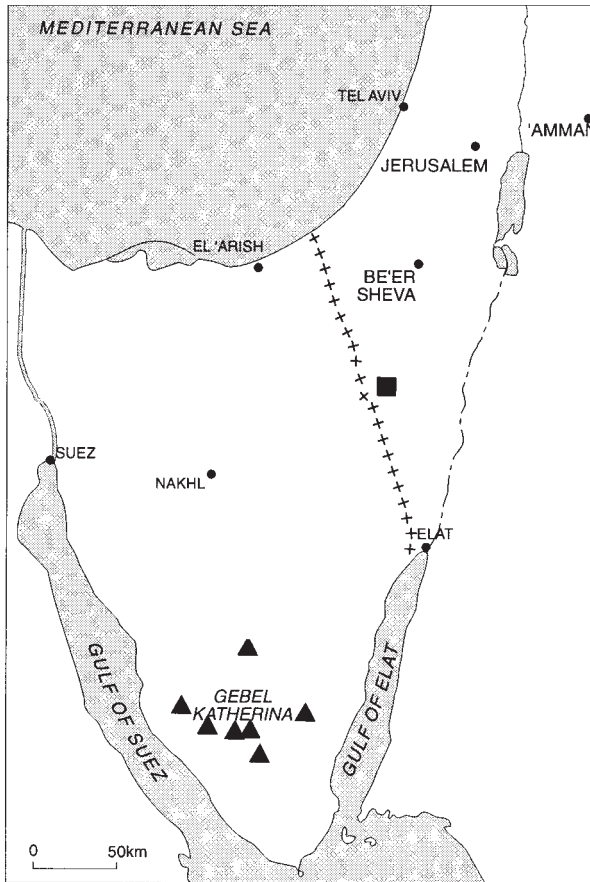 MEDITERRANEAN SEA
TEL AVIV
'AMMAN
JERUSALEM
EL 'ARISH
BE'ER
SHEVA
SUEZ
NAKHL
ELAT
GULF OF SUEZ
GEBEL
KATHERINA
GULF OF ELAT
0 50km